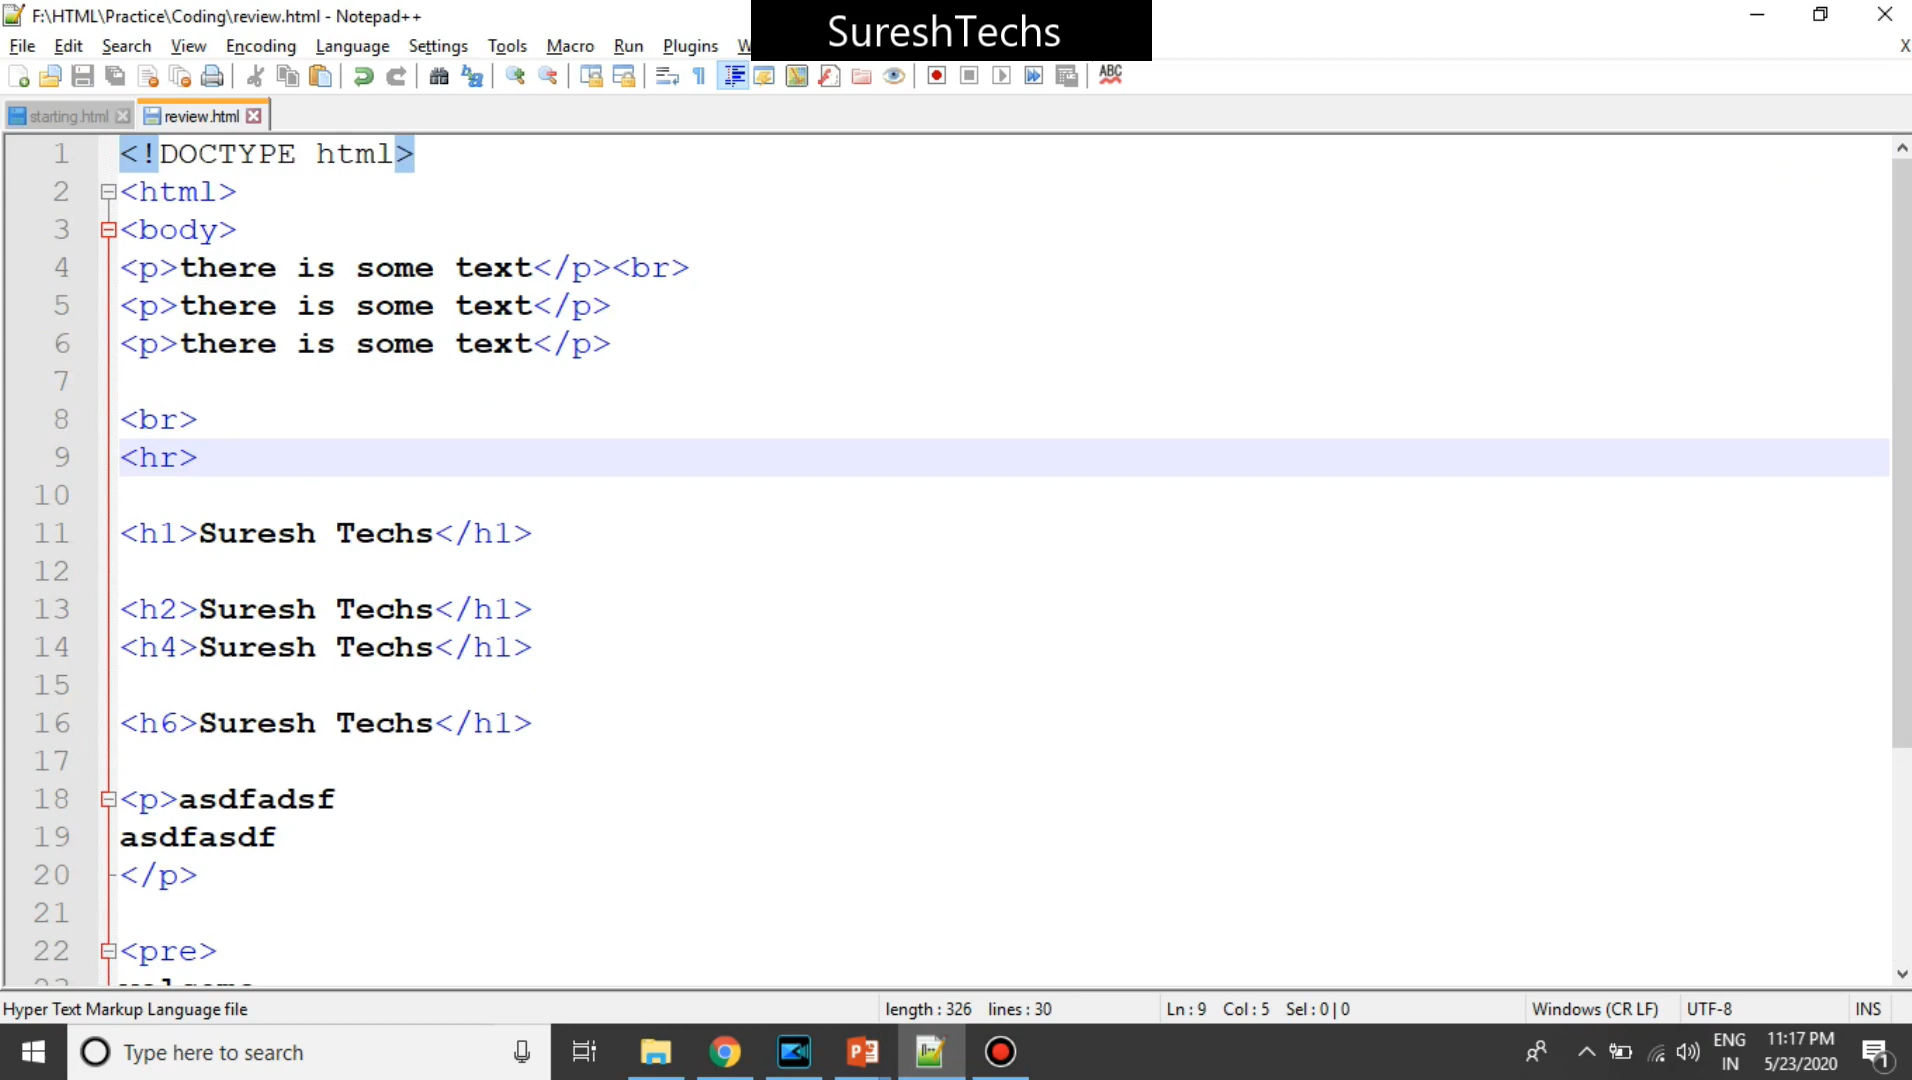 F:\HTML\Practice\Coding\review.html - Notepad++
SureshTechs
File Edit Search View Encoding Language Settings Tools Macro Run Plugins W X
ABC
starting.html review.html
1 <!DOCTYPE html>
2 <html>
3 <body>
4 <p>there is some text</p><br>
5 <p>there is some text</p>
6 <p>there is some text</p>
7
8 <br>
9 <hr>
10
11 <h1>Suresh Techs</h1>
12
13 <h2>Suresh Techs</h1>
14 <h4>Suresh Techs</h1>
15
16 <h6>Suresh Techs</h1>
17
18 <p>asdfadsf
19 asdfasdf
20 </p>
21
22 <pre>
Hyper Text Markup Language file length : 326 lines : 30 Ln : 9 Col : 5 Sel : 0 | 0 Windows (CR LF) UTF-8 INS
Type here to search
ENG 11:17 PM
IN 5/23/2020
1